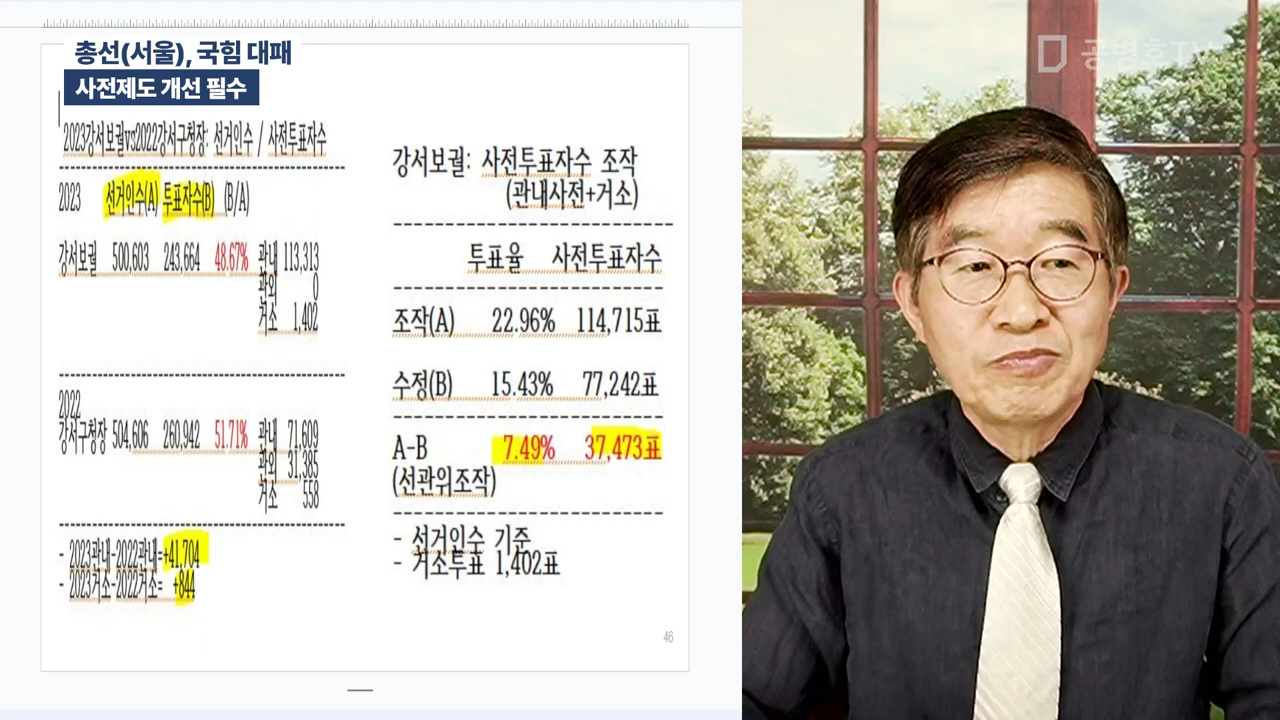 총선(서울), 국힘 대패
사전제도 개선 필수
2023강서보궐vs2022강서구청장: 선거인수 / 사전투표자수
2023 선거인수(A) 투표자수(B) (B/A)
강서보궐 500,603 243,664 48.67% 관내 113,313
관외 0
거소 1,402
2022
강서구청장 504,606 260,942 51.71% 관내 71,609
관외 31,385
거소 558
- 2023관내-2022관내=+41,704
- 2023거소-2022거소= +844
강서보궐: 사전투표자수 조작
(관내사전+거소)
투표율 사전투표자수
조작(A) 22.96% 114,715표
수정(B) 15.43% 77,242표
A-B 7.49% 37,473표
(선관위조작)
- 선거인수 기준
- 거소투표 1,402표
46
공병호TV